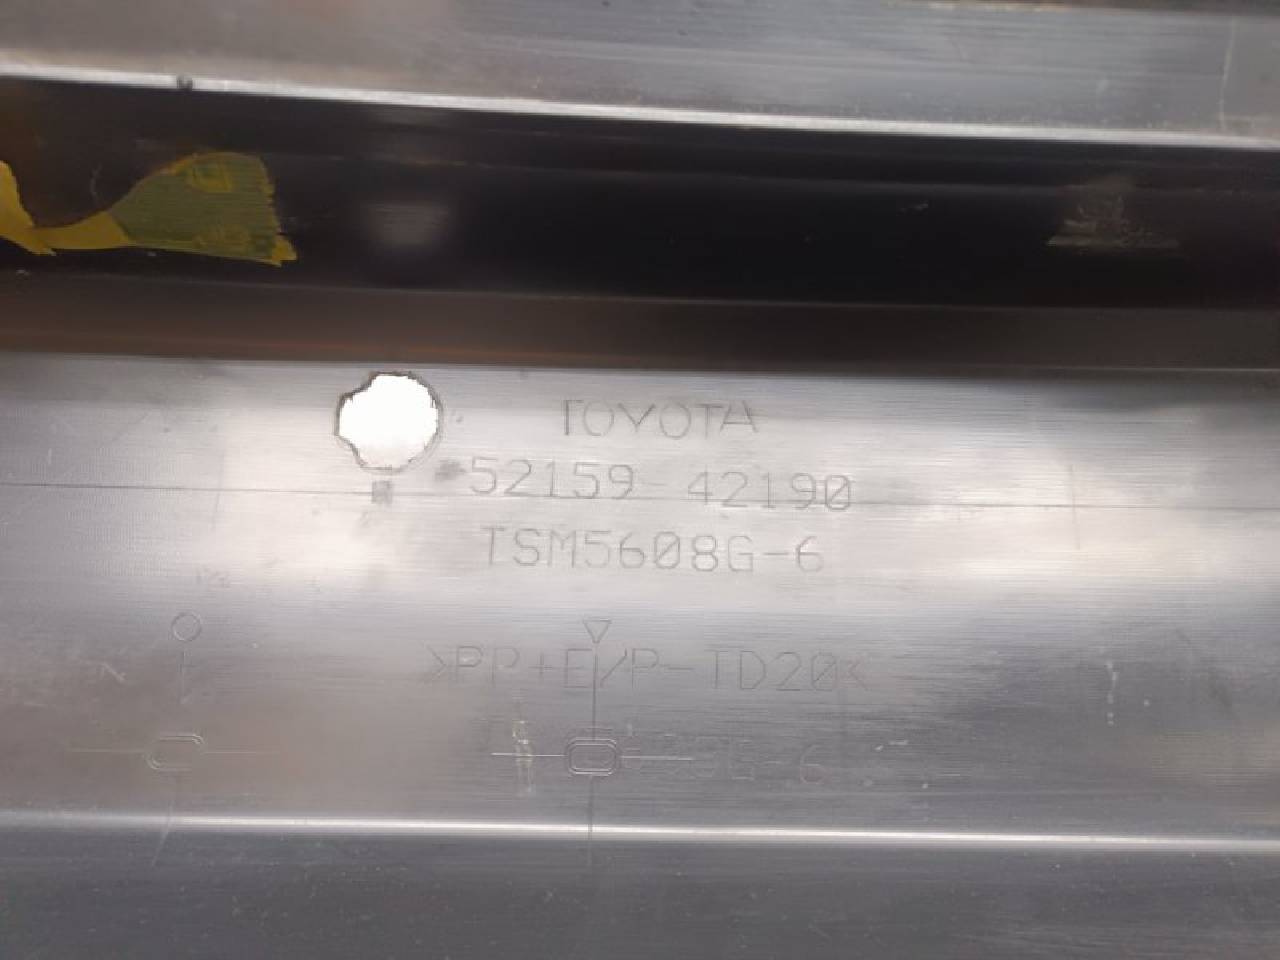 TOYOTA
52159-42190
TSM5608G-6
>PP+E/P-TD20<